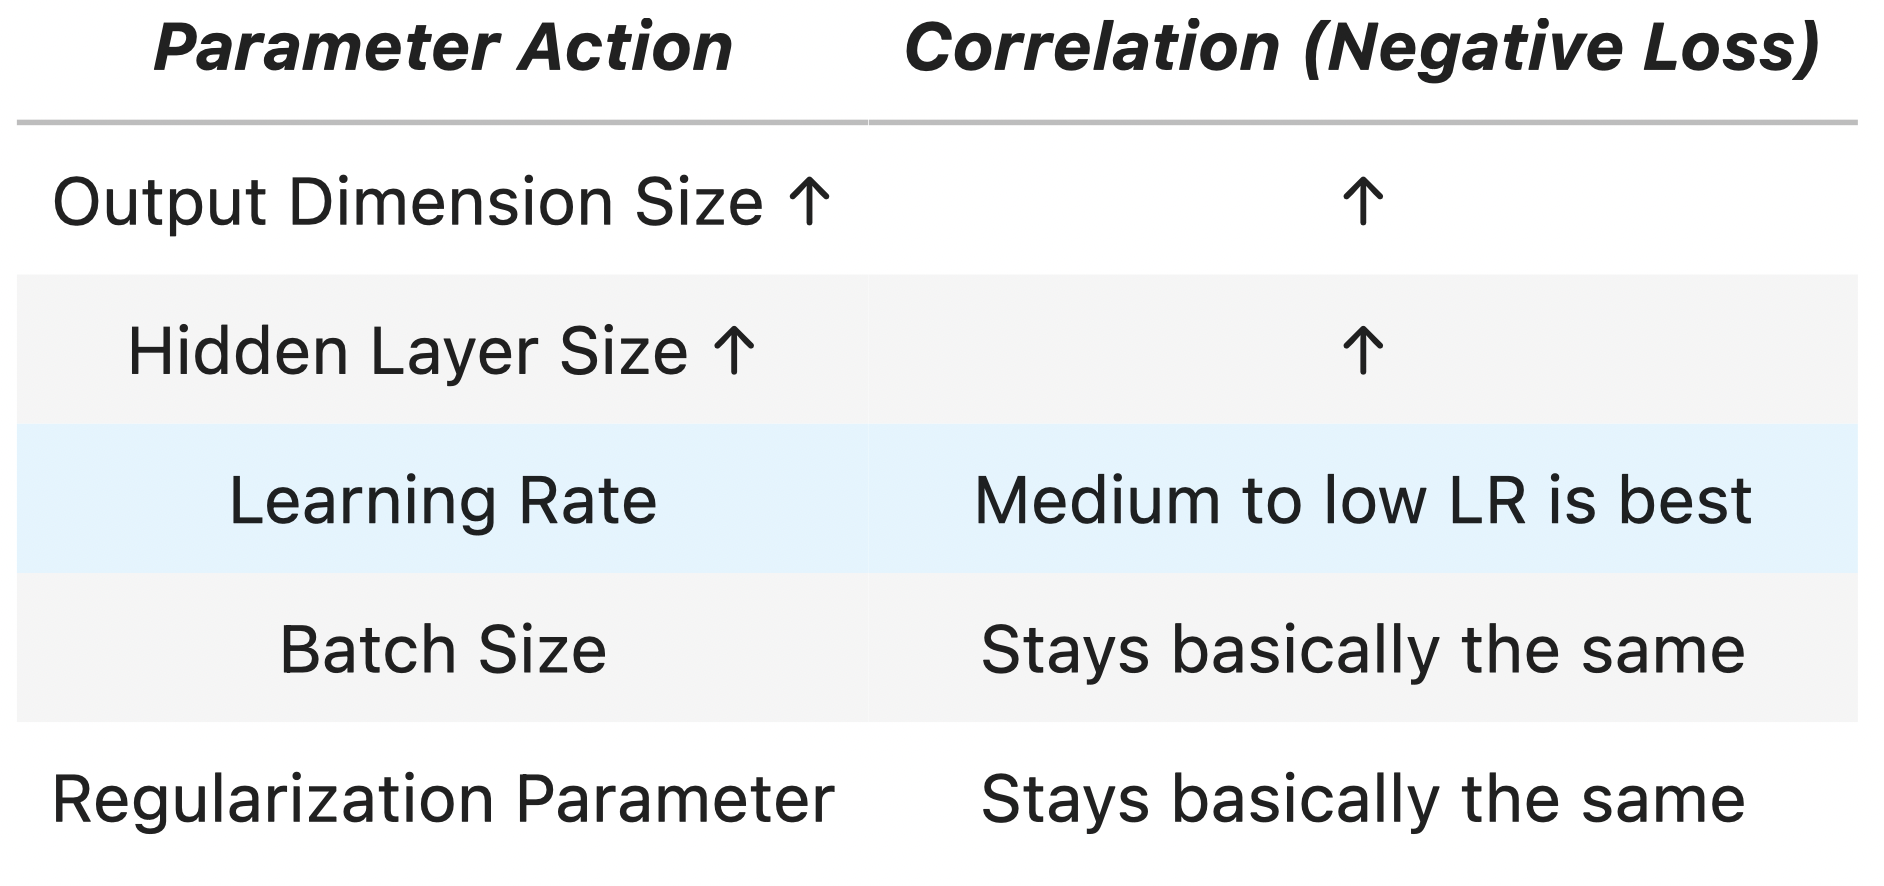 Parameter Action Correlation (Negative Loss)
Output Dimension Size ↑ ↑
Hidden Layer Size ↑ ↑
Learning Rate Medium to low LR is best
Batch Size Stays basically the same
Regularization Parameter Stays basically the same